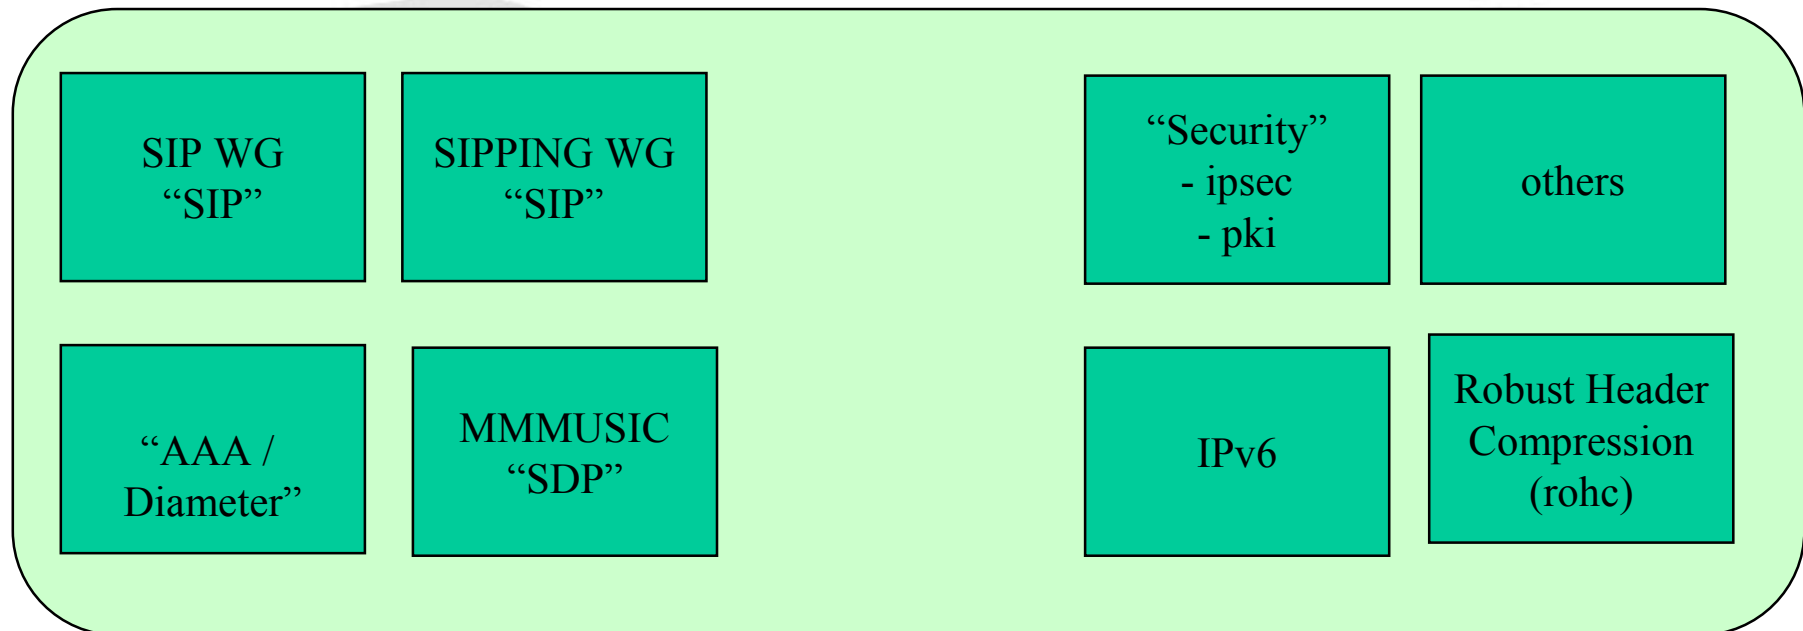 SIP WG
“SIP”
SIPPING WG
“SIP”
“Security”
- ipsec
- pki
others
“AAA /
Diameter”
MMMUSIC
“SDP”
IPv6
Robust Header
Compression
(rohc)